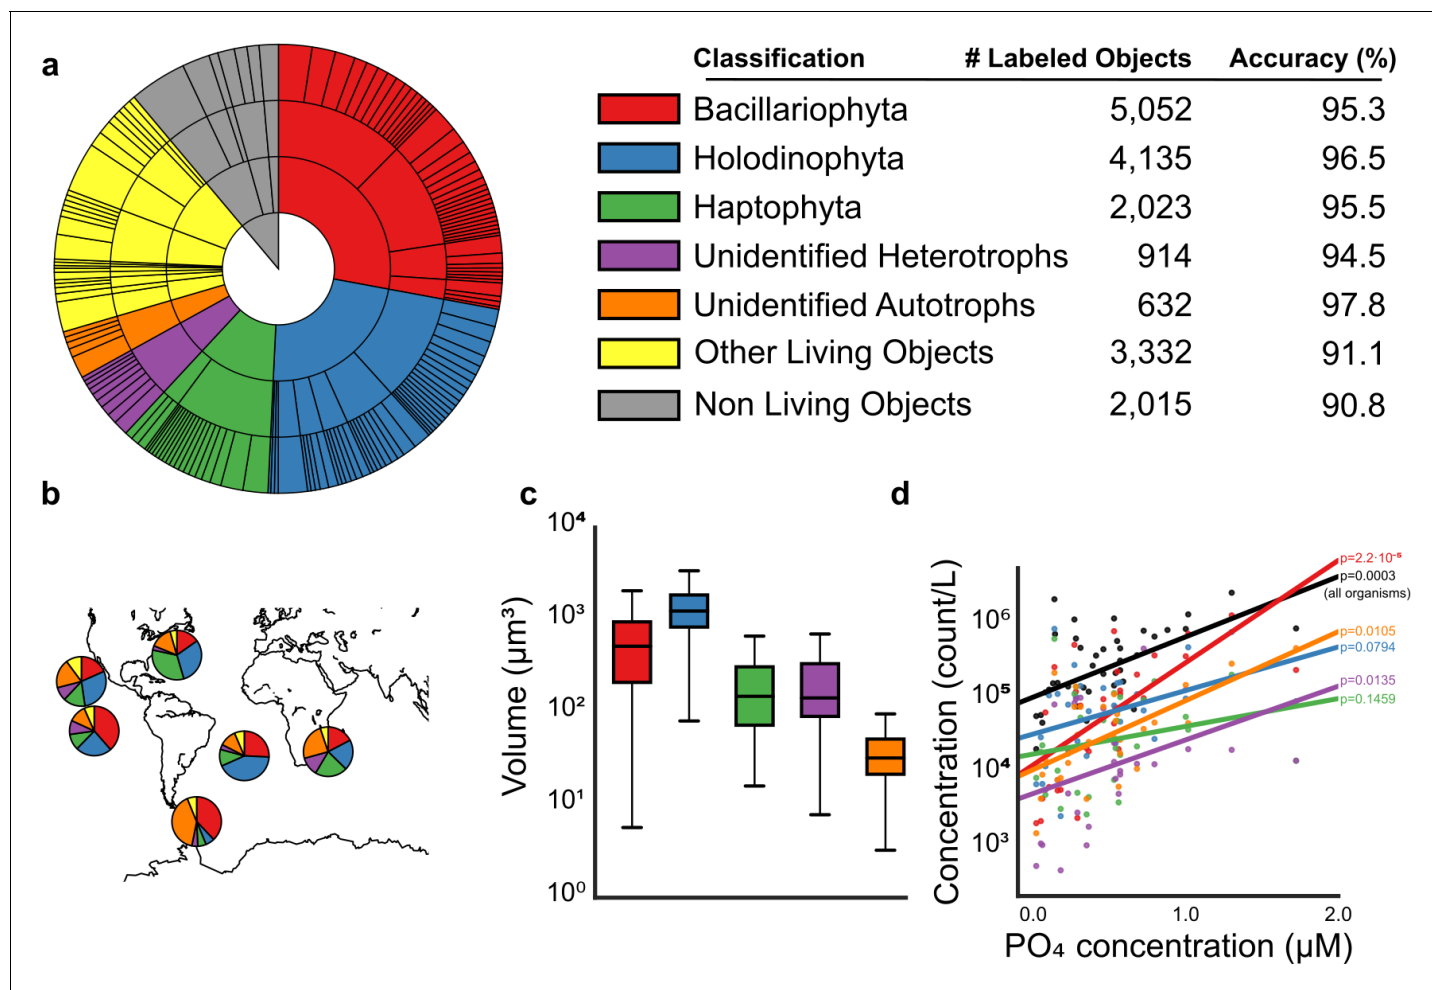 a
Classification # Labeled Objects Accuracy (%)
Bacillariophyta 5,052 95.3
Holodinophyta 4,135 96.5
Haptophyta 2,023 95.5
Unidentified Heterotrophs 914 94.5
Unidentified Autotrophs 632 97.8
Other Living Objects 3,332 91.1
Non Living Objects 2,015 90.8
b
c
Volume (µm³)
10⁴
10³
10²
10¹
10⁰
d
Concentration (count/L)
10⁶
10⁵
10⁴
10³
p=2.2·10⁻⁵
p=0.0003
(all organisms)
p=0.0105
p=0.0794
p=0.0135
p=0.1459
0.0 1.0 2.0
PO₄ concentration (µM)